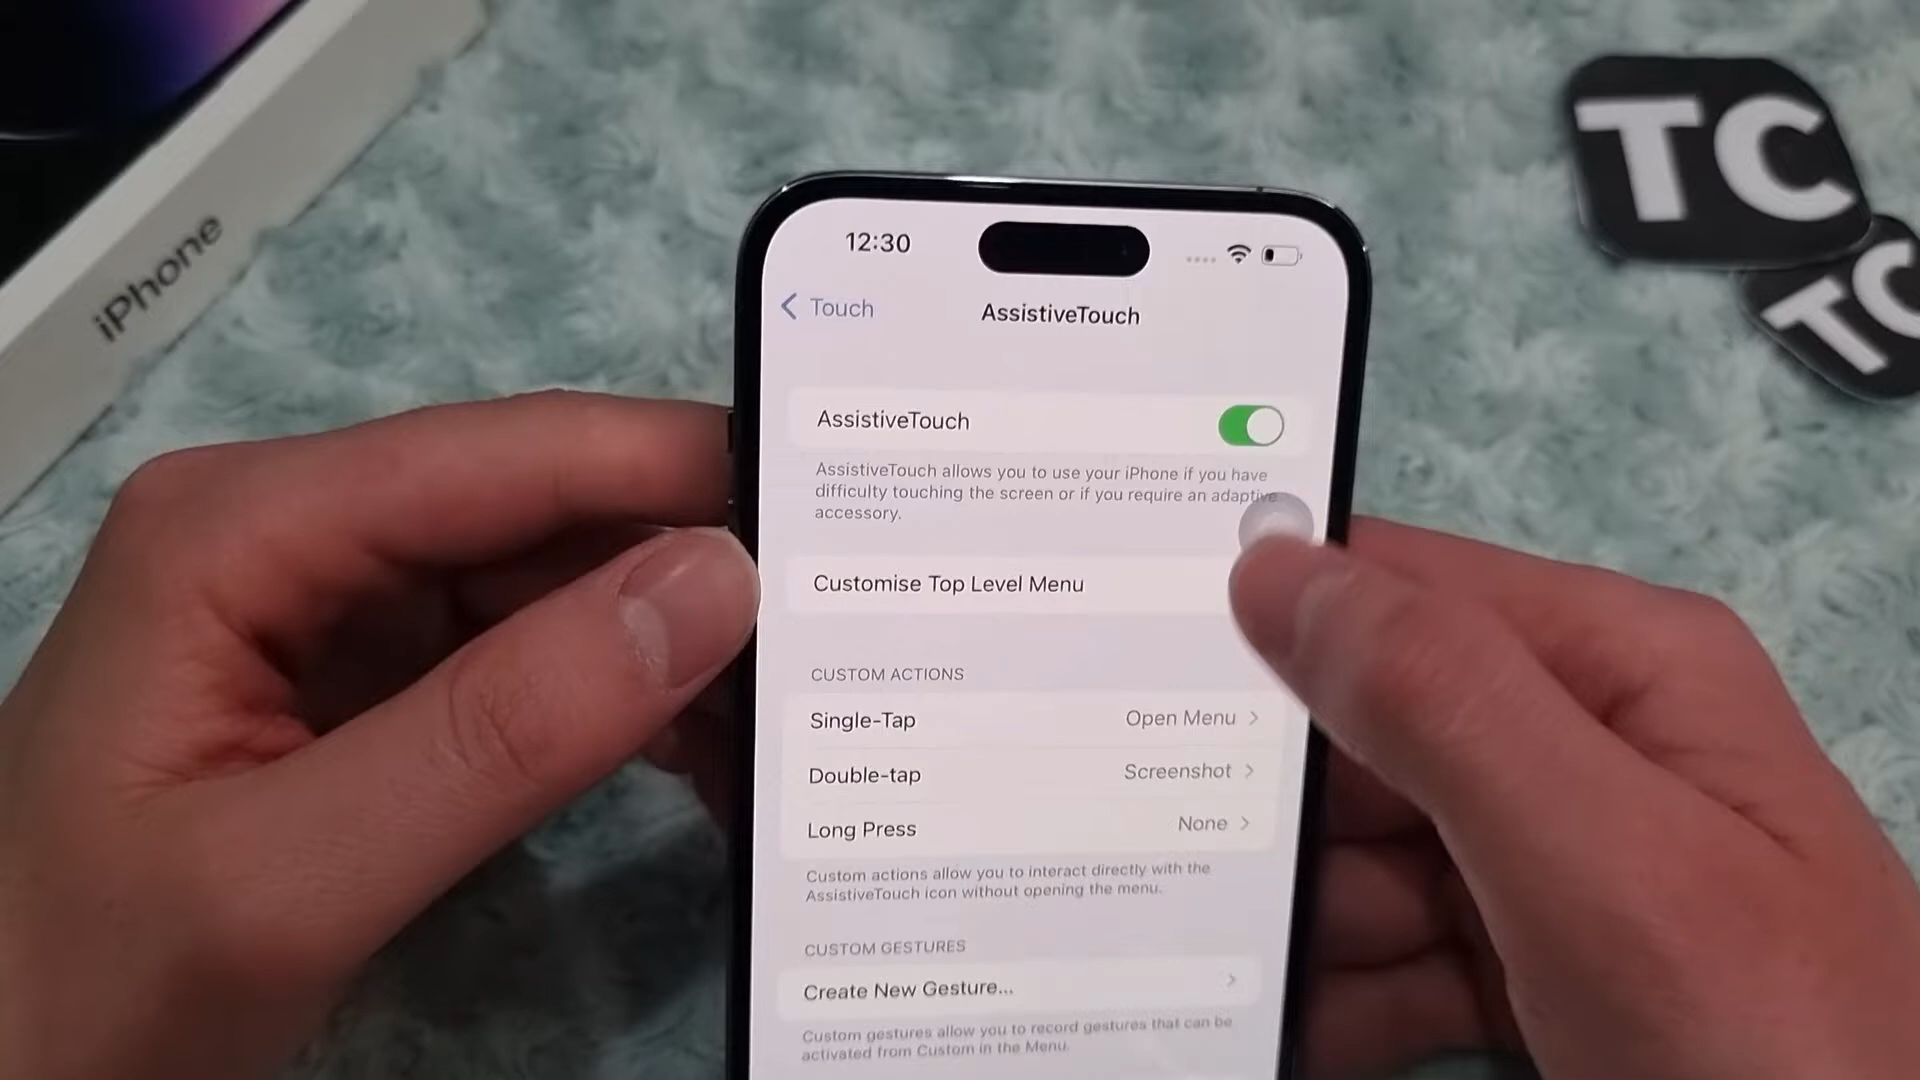 iPhone
TC
TC
12:30
Touch
AssistiveTouch
AssistiveTouch
AssistiveTouch allows you to use your iPhone if you have
difficulty touching the screen or if you require an adaptive
accessory.
Customise Top Level Menu
CUSTOM ACTIONS
Single-Tap Open Menu
Double-tap Screenshot
Long Press None
Custom actions allow you to interact directly with the
AssistiveTouch icon without opening the menu.
CUSTOM GESTURES
Create New Gesture...
Custom gestures allow you to record gestures that can be
activated from Custom in the Menu.